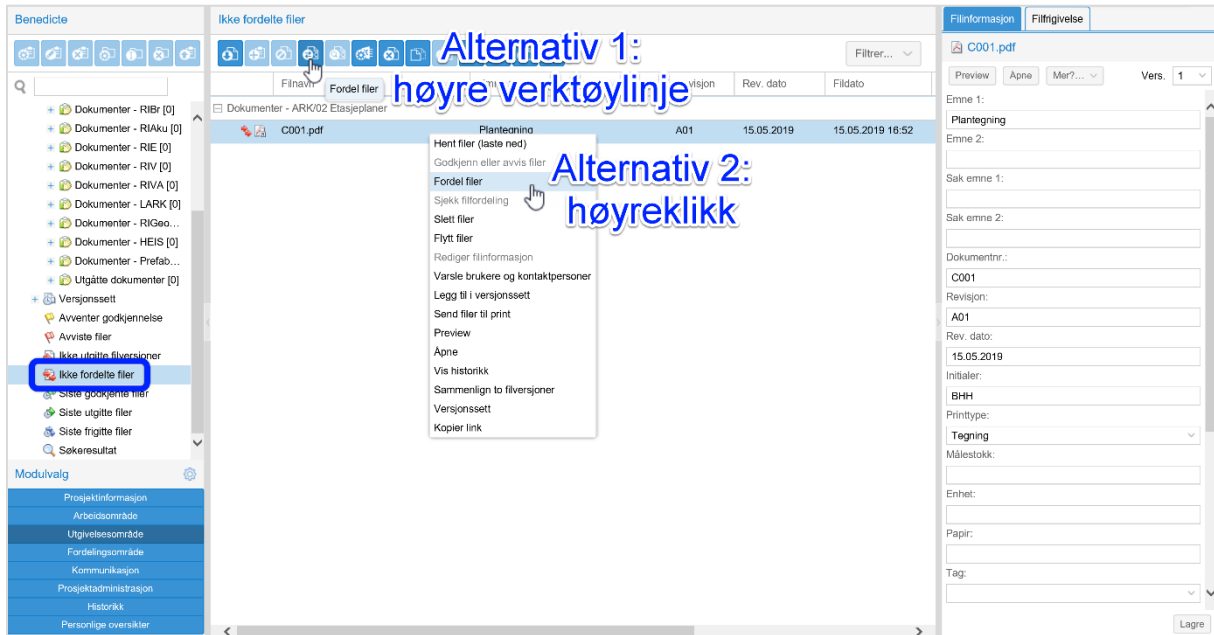 Benedicte
Dokumenter - RIBr [0]
Dokumenter - RIAku [0]
Dokumenter - RIE [0]
Dokumenter - RIV [0]
Dokumenter - RIVA [0]
Dokumenter - LARK [0]
Dokumenter - RIGeo...
Dokumenter - HEIS [0]
Dokumenter - Prefab...
Utgåtte dokumenter [0]
Versjonssett
Avventer godkjennelse
Avviste filer
Ikke utgitte filversjoner
Ikke fordelte filer
Siste godkjente filer
Siste utgitte filer
Siste frigitte filer
Søkeresultat
Modulvalg
Prosjektinformasjon
Arbeidsområde
Utgivelsesområde
Fordelingsområde
Kommunikasjon
Prosjektadministrasjon
Historikk
Personlige oversikter
Ikke fordelte filer
Alternativ 1:
høyre verktøylinje
Filtrer...
Filnavn
Rev. dato
Fildato
Fordel filer
Dokumenter - ARK/02 Etasjeplaner
C001.pdf Plantegning A01 15.05.2019 15.05.2019 16:52
Hent filer (laste ned)
Godkjenn eller avvis filer
Fordel filer
Sjekk filfordeling
Slett filer
Flytt filer
Rediger filinformasjon
Varsle brukere og kontaktpersoner
Legg til i versjonssett
Send filer til print
Preview
Åpne
Vis historikk
Sammenlign to filversjoner
Versjonssett
Kopier link
Alternativ 2:
høyreklikk
Filinformasjon Filfrigivelse
C001.pdf
Preview Åpne Mer?... Vers. 1
Emne 1:
Plantegning
Emne 2:
Sak emne 1:
Sak emne 2:
Dokumentnr.:
C001
Revisjon:
A01
Rev. dato:
15.05.2019
Initialer:
BHH
Printtype:
Tegning
Målestokk:
Enhet:
Papir:
Tag:
Lagre